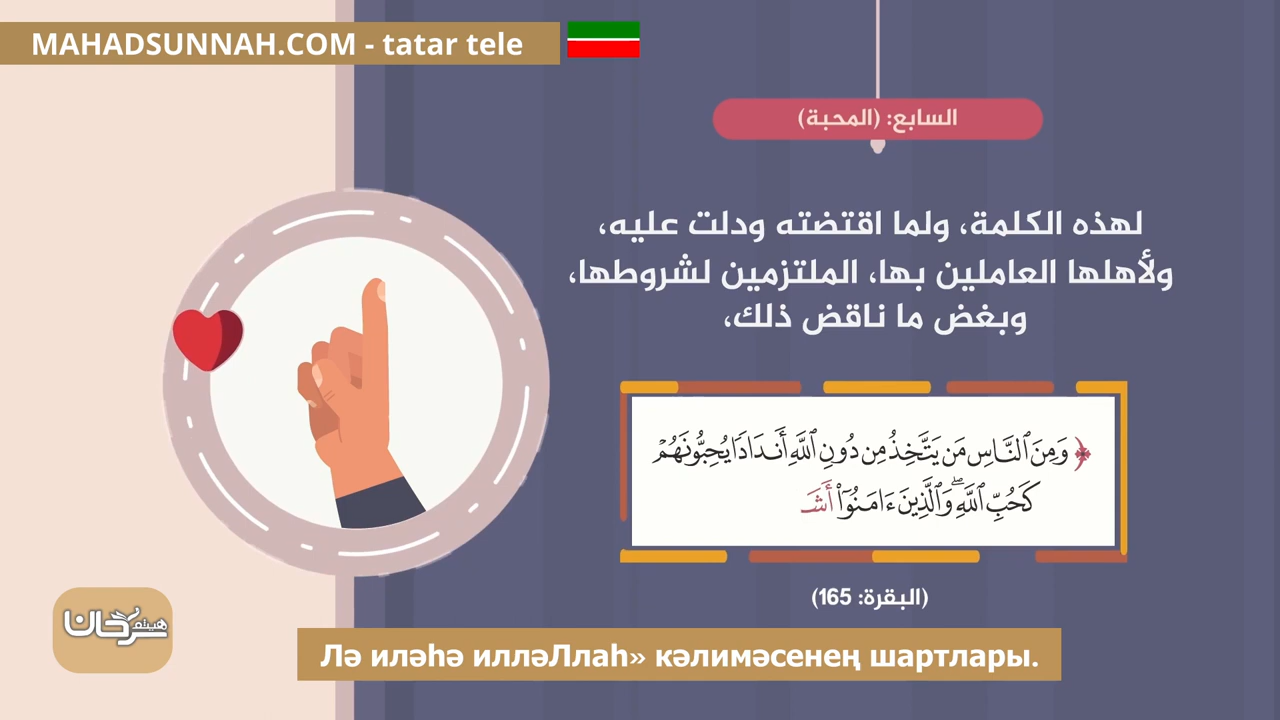 MAHADSUNNAH.COM - tatar tele
السابع: (المحبة)
لهذه الكلمة، ولما اقتضته ودلت عليه،
ولأهلها العاملين بها، الملتزمين لشروطها،
وبغض ما ناقض ذلك،
﴿ وَمِنَ ٱلنَّاسِ مَن يَتَّخِذُ مِن دُونِ ٱللَّهِ أَندَادًا يُحِبُّونَهُمْ
كَحُبِّ ٱللَّهِ ۖ وَٱلَّذِينَ ءَامَنُوٓا۟ أَشَـ
(البقرة: 165)
هيثم
سرحان
Лә иләһә илләЛлаһ» кәлимәсенең шартлары.